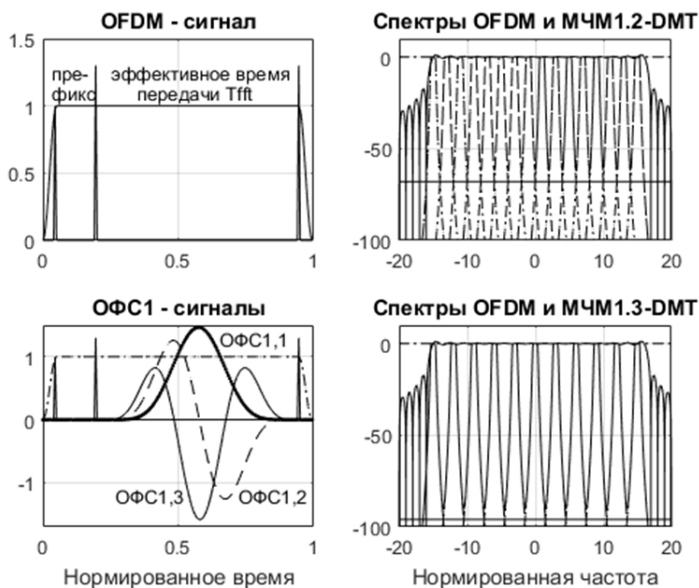 OFDM - сигнал
1.5
1
0.5
0
пре-
фикс
эффективное время
передачи Tfft
0 0.5 1
Спектры OFDM и МЧМ1.2-DMT
0
-50
-100
-20 -10 0 10 20
ОФС1 - сигналы
1
0
-1
ОФС1,1
ОФС1,3
ОФС1,2
0 0.5 1
Нормированное время
Спектры OFDM и МЧМ1.3-DMT
0
-50
-100
-20 -10 0 10 20
Нормированная частота